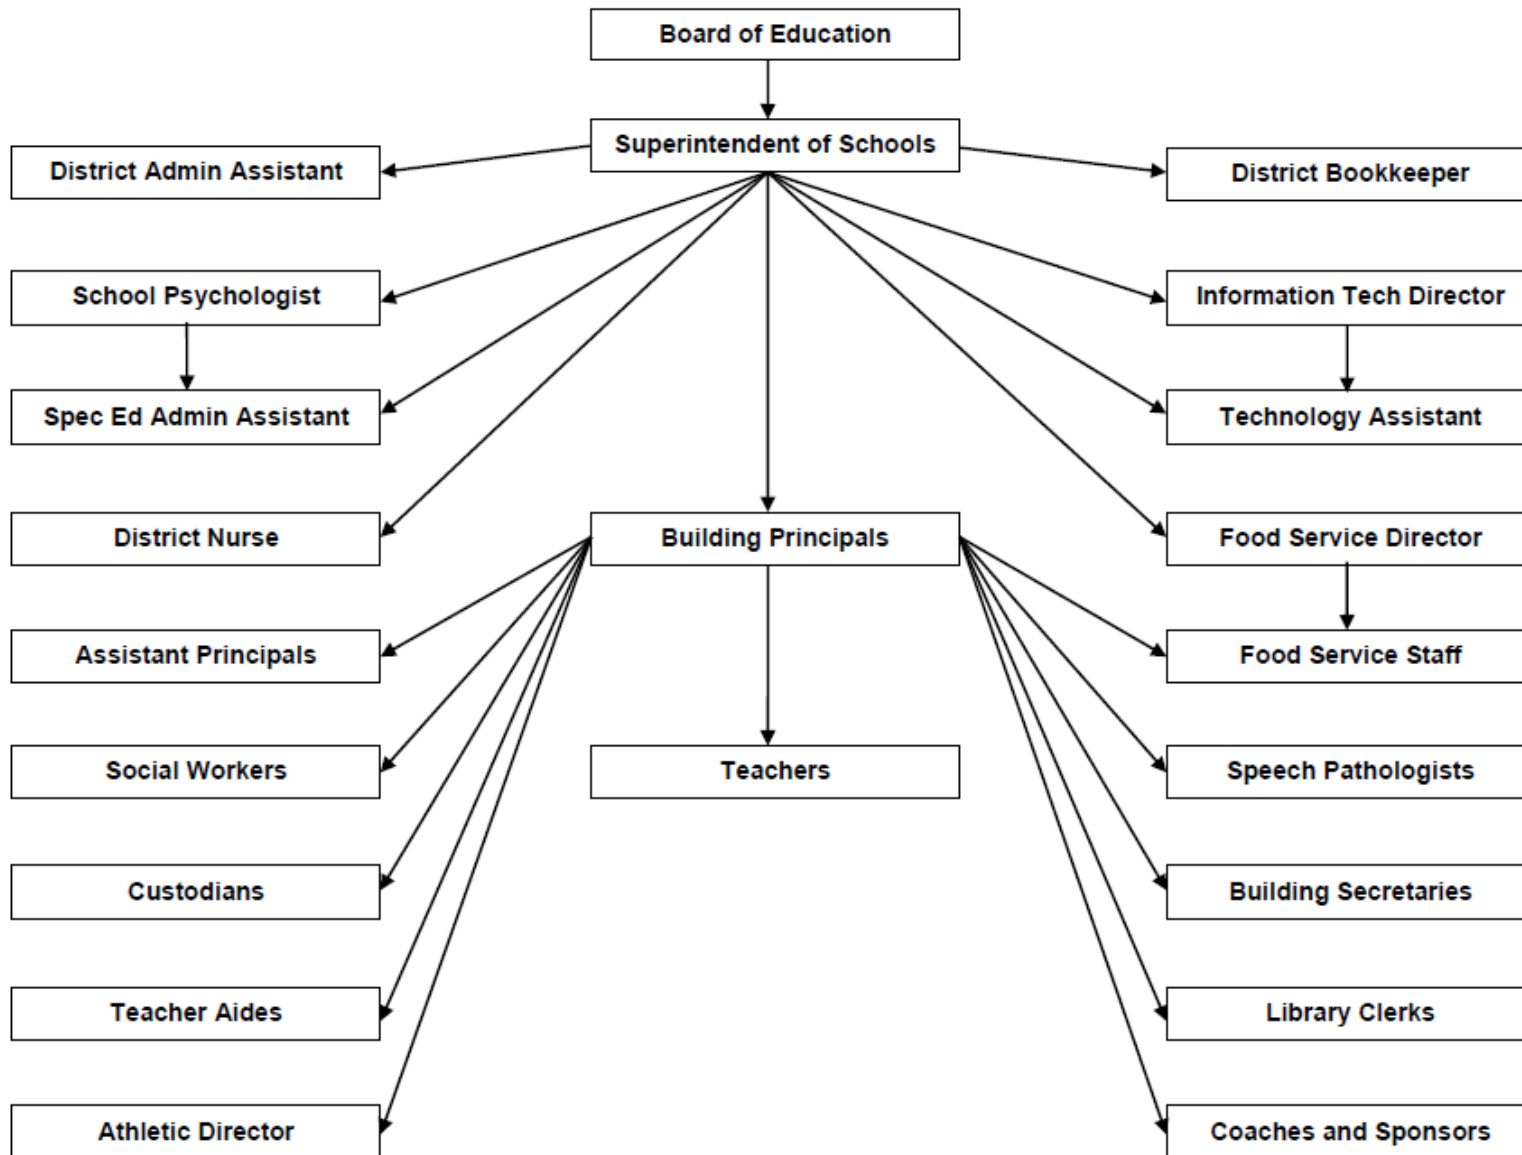 Board of Education
Superintendent of Schools
District Admin Assistant
District Bookkeeper
School Psychologist
Information Tech Director
Spec Ed Admin Assistant
Technology Assistant
District Nurse
Building Principals
Food Service Director
Assistant Principals
Food Service Staff
Social Workers
Teachers
Speech Pathologists
Custodians
Building Secretaries
Teacher Aides
Library Clerks
Athletic Director
Coaches and Sponsors